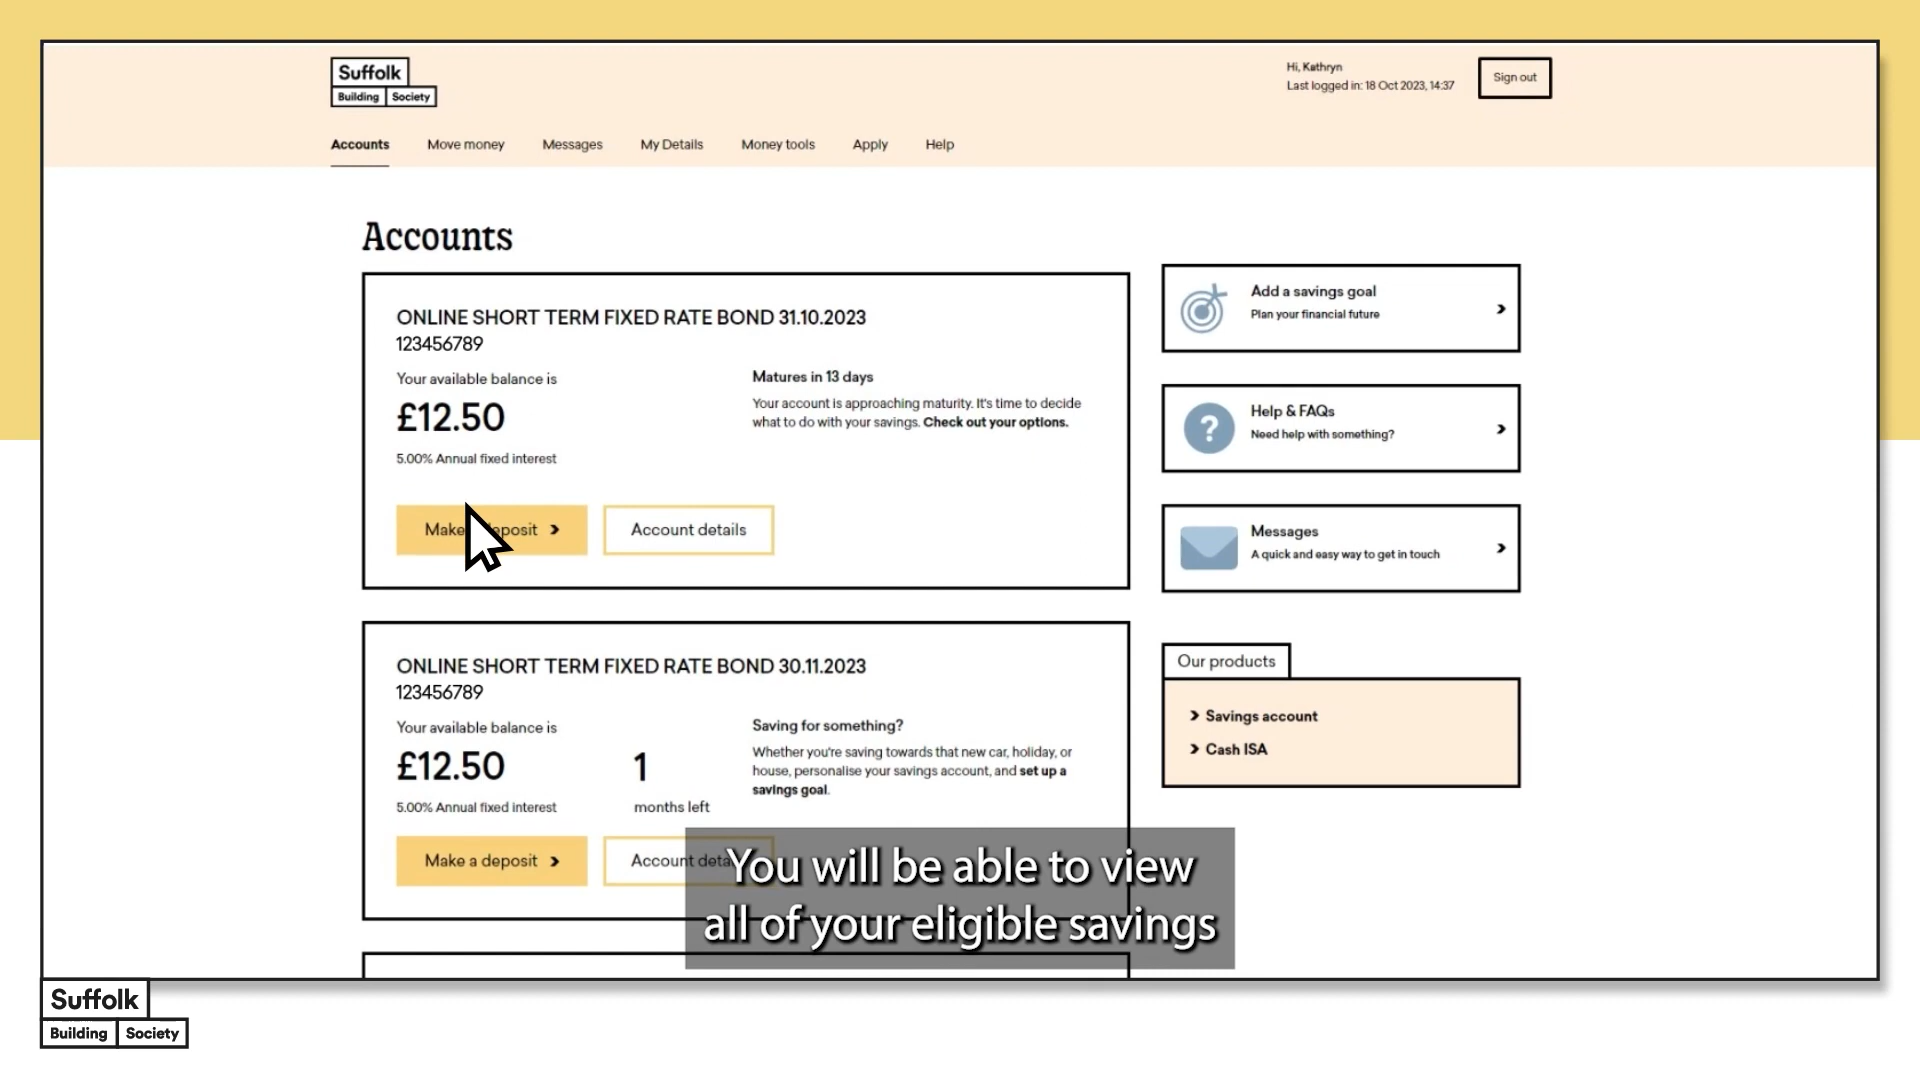 Suffolk
Building Society
Hi, Kathryn
Last logged in: 18 Oct 2023, 14:37
Sign out
Accounts Move money Messages My Details Money tools Apply Help
Accounts
ONLINE SHORT TERM FIXED RATE BOND 31.10.2023
123456789
Your available balance is
£12.50
5.00% Annual fixed interest
Matures in 13 days
Your account is approaching maturity. It's time to decide
what to do with your savings. Check out your options.
Make deposit
Account details
ONLINE SHORT TERM FIXED RATE BOND 30.11.2023
123456789
Your available balance is
£12.50
5.00% Annual fixed interest
1
months left
Saving for something?
Whether you're saving towards that new car, holiday, or
house, personalise your savings account, and set up a
savings goal.
Make a deposit
Account
Add a savings goal
Plan your financial future
Help & FAQs
Need help with something?
Messages
A quick and easy way to get in touch
Our products
Savings account
Cash ISA
You will be able to view
all of your eligible savings
Suffolk
Building Society